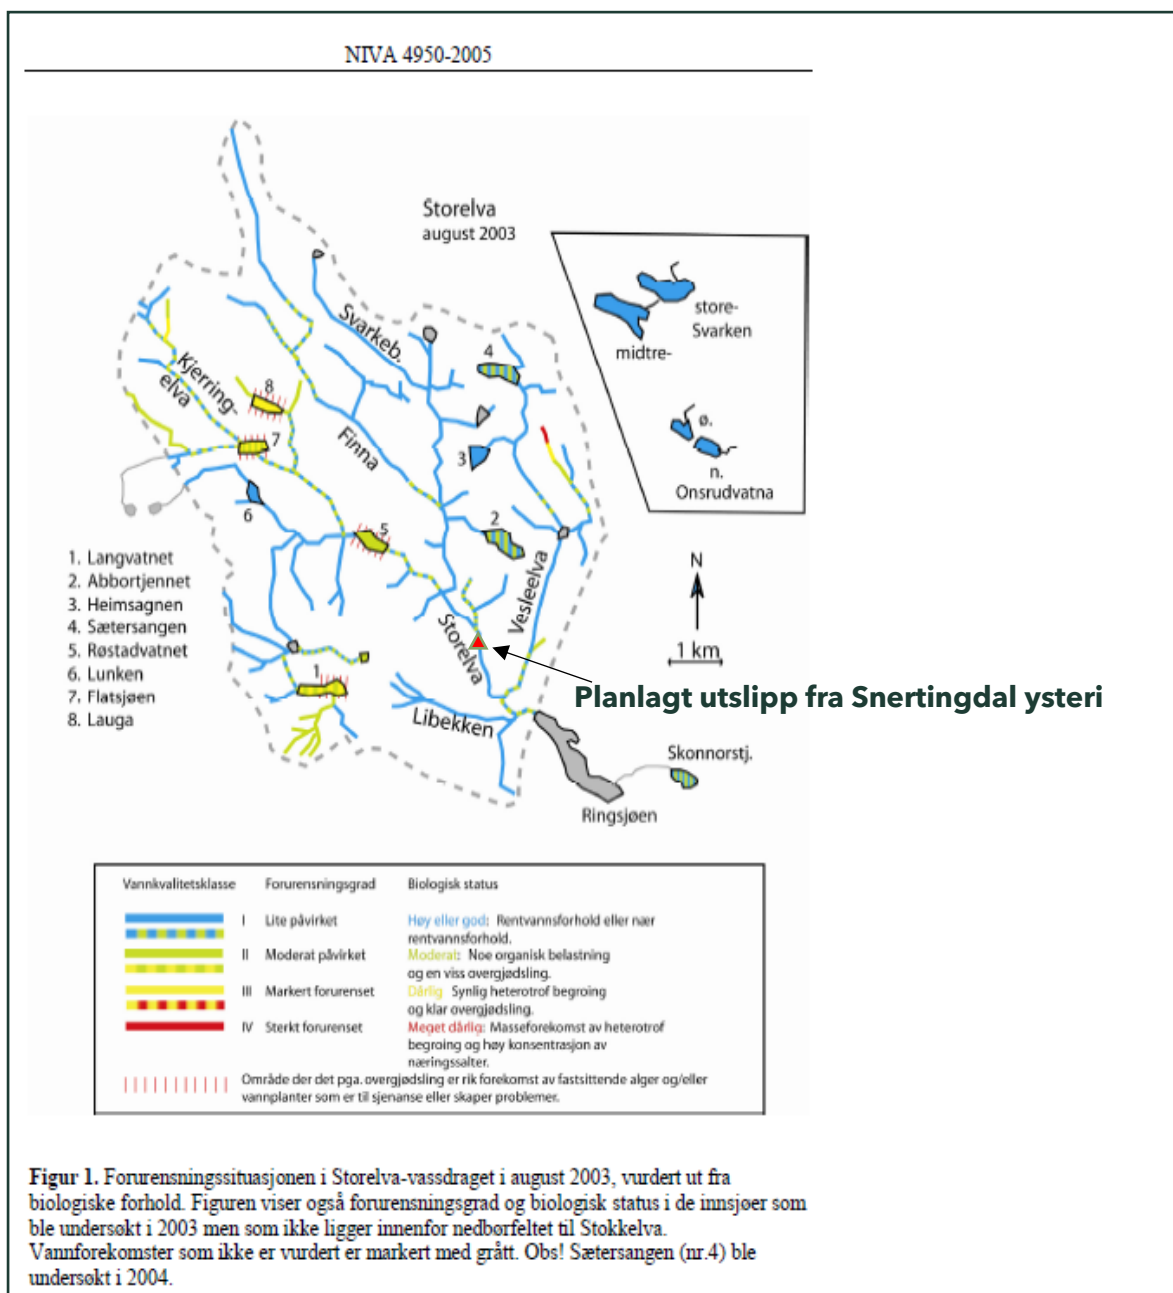 NIVA 4950-2005
Storelva
august 2003
store-
Svarken
midtre-
ø.
n.
Onsrudvatna
Svarkeb.
Kjerring-
elva
Finna
4
8
7
3
6
5
2
Vesleelva
Storelva
N
1 km
1. Langvatnet
2. Abbortjennet
3. Heimsagnen
4. Sætersangen
5. Røstadvatnet
6. Lunken
7. Flatsjøen
8. Lauga
1
Planlagt utslipp fra Snertingdal ysteri
Libekken
Skonnorstj.
Ringsjøen
Vannkvalitetsklasse Forurensningsgrad Biologisk status
I Lite påvirket Høy eller god: Rentvannsforhold eller nær
rentvannsforhold.
II Moderat påvirket Moderat: Noe organisk belastning
og en viss overgjødsling.
III Markert forurenset Dårlig Synlig heterotrof begroing
og klar overgjødsling.
IV Sterkt forurenset Meget dårlig: Masseforekomst av heterotrof
begroing og høy konsentrasjon av
næringssalter.
Område der det pga. overgjødsling er rik forekomst av fastsittende alger og/eller
vannplanter som er til sjenanse eller skaper problemer.
Figur 1. Forurensningssituasjonen i Storelva-vassdraget i august 2003, vurdert ut fra
biologiske forhold. Figuren viser også forurensningsgrad og biologisk status i de innsjøer som
ble undersøkt i 2003 men som ikke ligger innenfor nedbørfeltet til Stokkelva.
Vannforekomster som ikke er vurdert er markert med grått. Obs! Sætersangen (nr.4) ble
undersøkt i 2004.